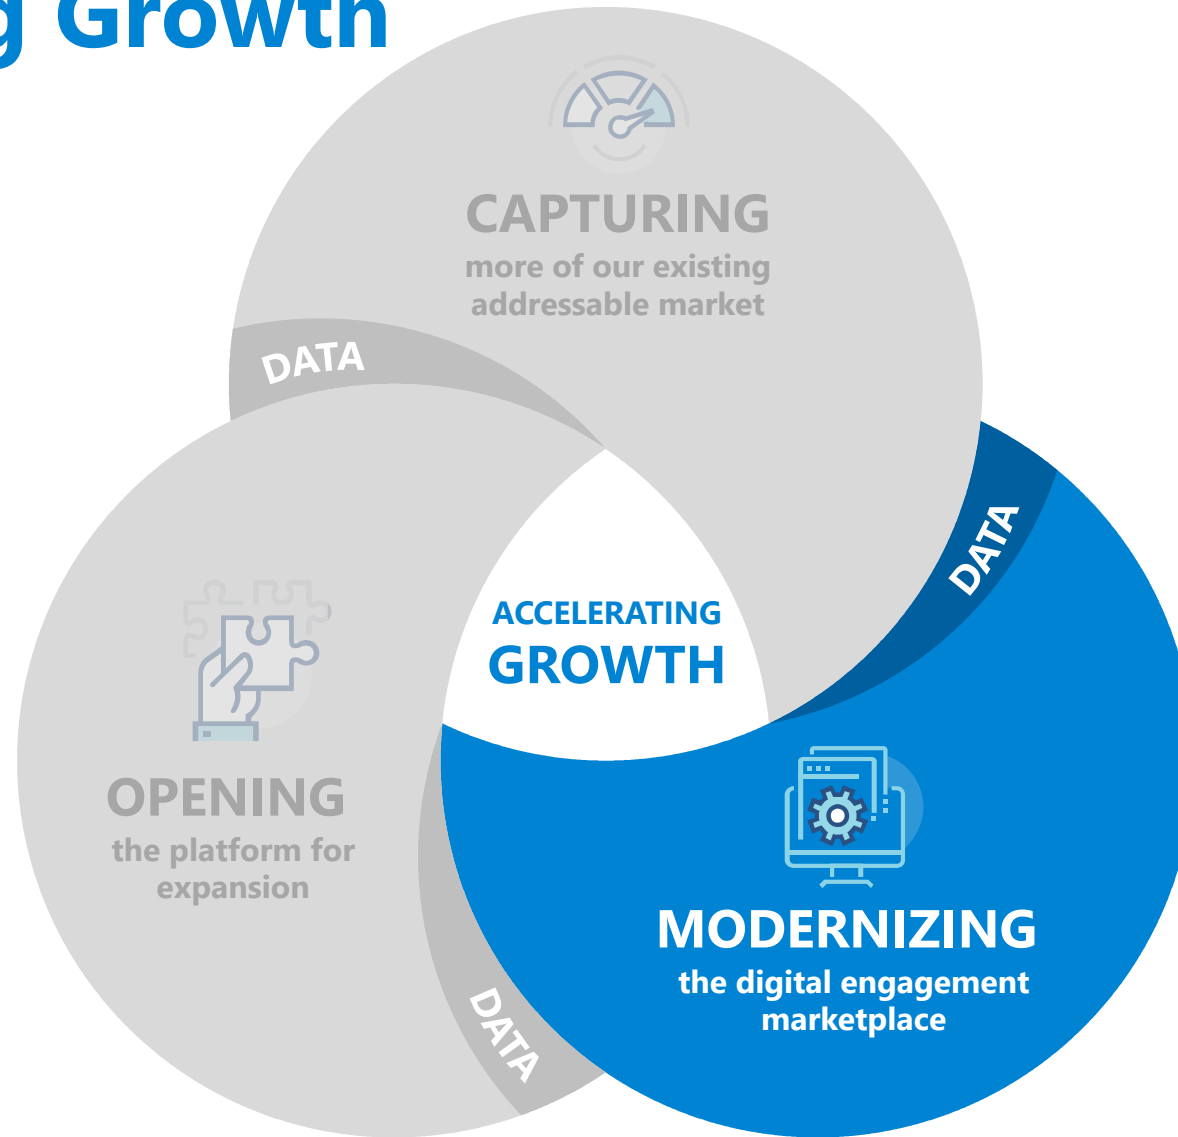 g Growth
CAPTURING
more of our existing
addressable market
DATA
DATA
ACCELERATING
GROWTH
OPENING
the platform for
expansion
MODERNIZING
the digital engagement
marketplace
DATA